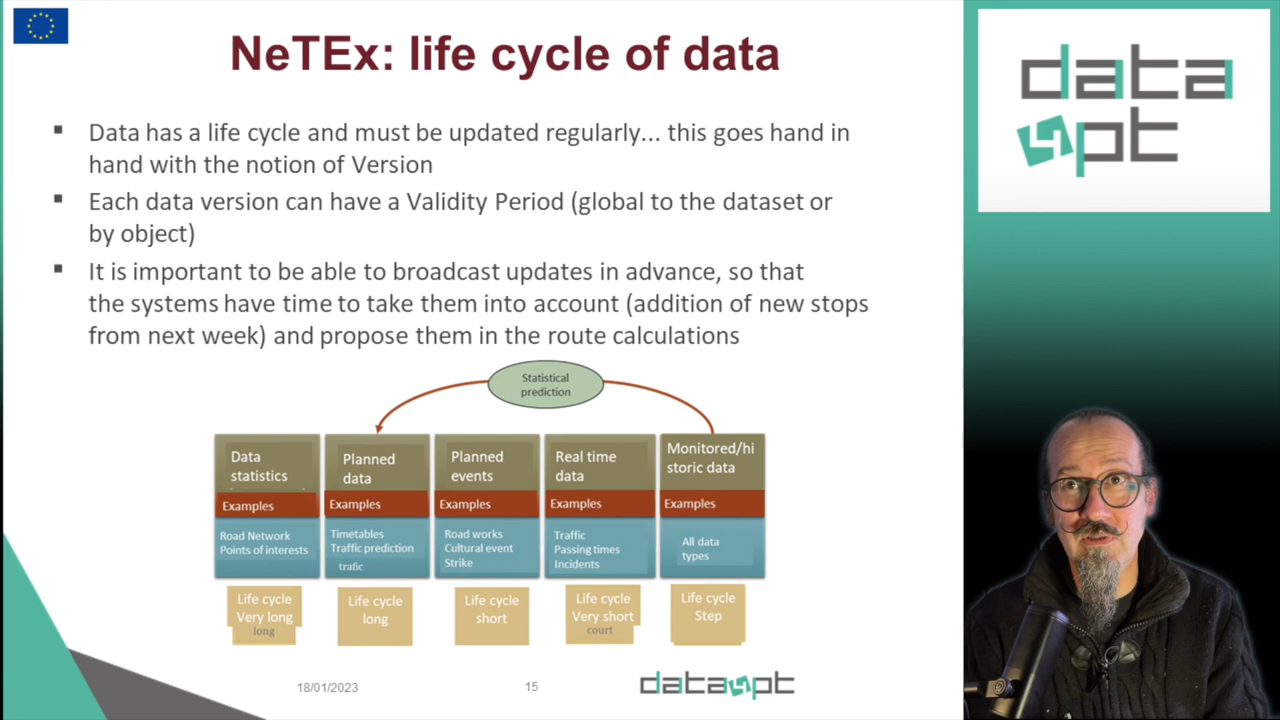 NeTEx: life cycle of data
data
pt
▪ Data has a life cycle and must be updated regularly... this goes hand in
hand with the notion of Version
▪ Each data version can have a Validity Period (global to the dataset or
by object)
▪ It is important to be able to broadcast updates in advance, so that
the systems have time to take them into account (addition of new stops
from next week) and propose them in the route calculations
Statistical
prediction
Data
statistics
Examples
Road Network
Points of interests
Life cycle
Very long
long
Planned
data
Examples
Timetables
Traffic prediction
trafic
Life cycle
long
Planned
events
Examples
Road works
Cultural event
Strike
Life cycle
short
Real time
data
Examples
Traffic
Passing times
Incidents
Life cycle
Very short
court
Monitored/hi
storic data
Examples
All data
types
Life cycle
Step
18/01/2023
15
data pt